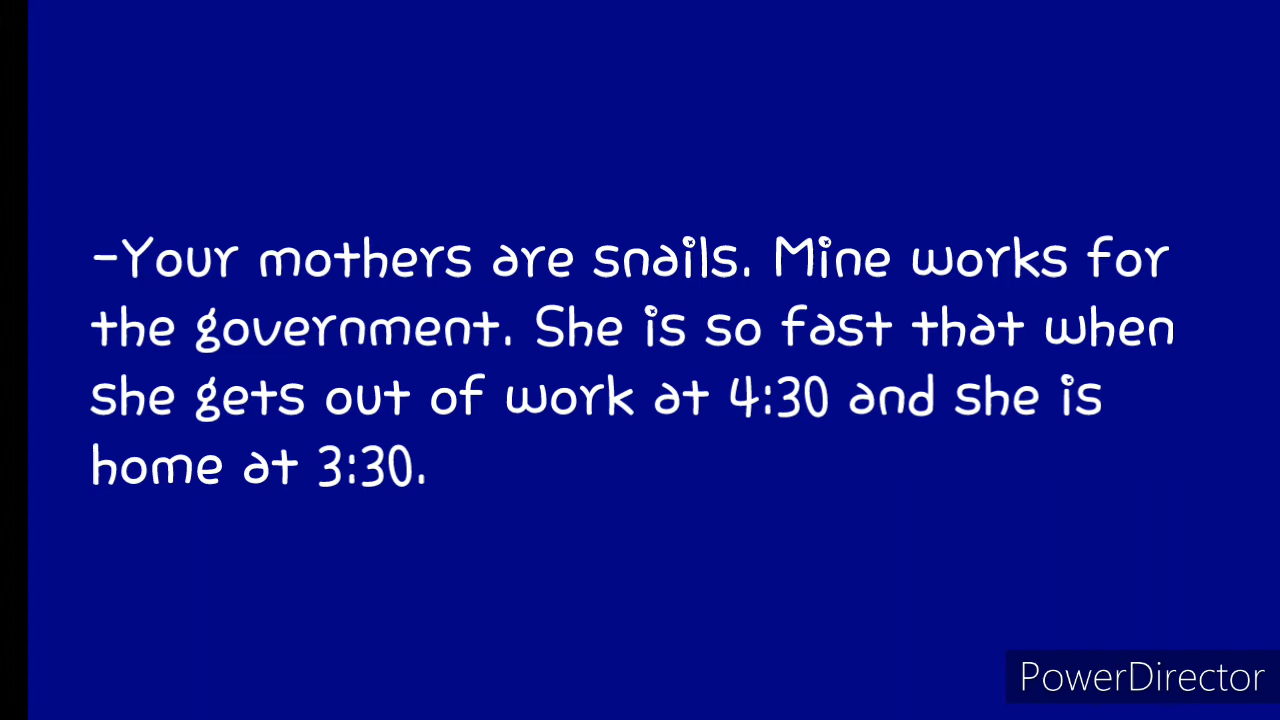 -Your mothers are snails. Mine works for
the government. She is so fast that when
she gets out of work at 4:30 and she is
home at 3:30.
PowerDirector